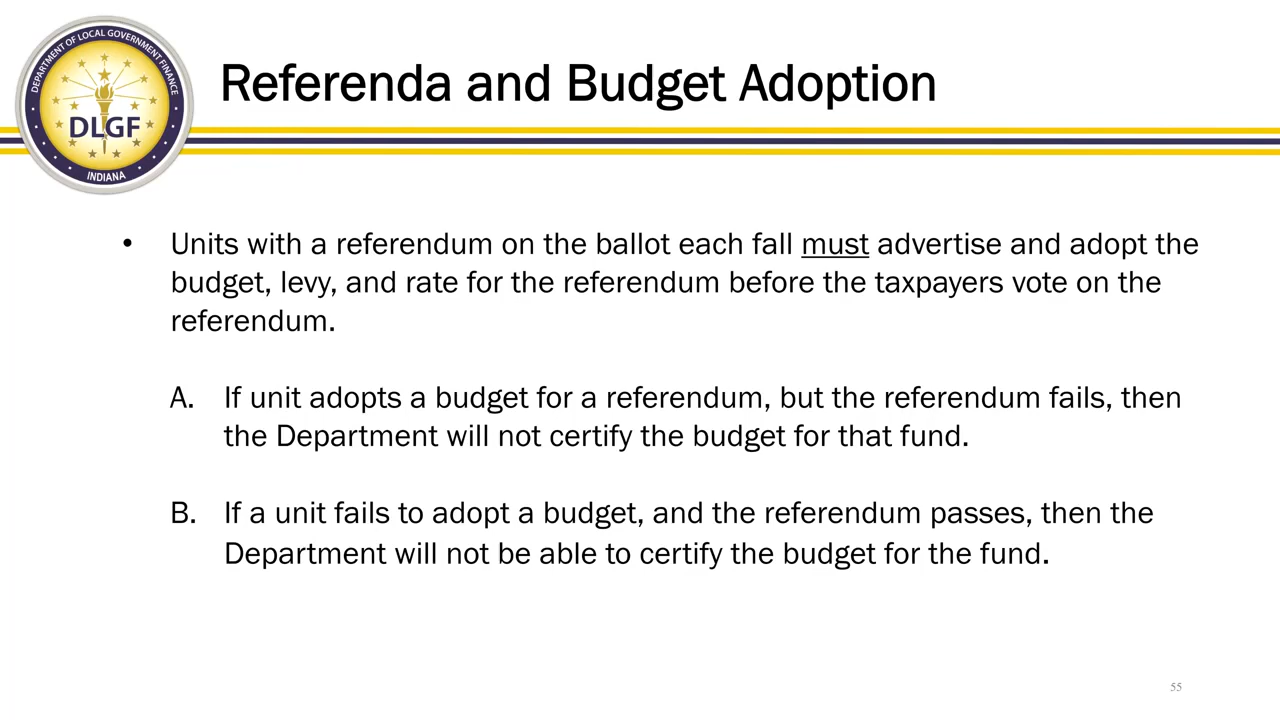 DEPARTMENT OF LOCAL GOVERNMENT FINANCE
DLGF
INDIANA
Referenda and Budget Adoption
• Units with a referendum on the ballot each fall must advertise and adopt the
budget, levy, and rate for the referendum before the taxpayers vote on the
referendum.
A. If unit adopts a budget for a referendum, but the referendum fails, then
the Department will not certify the budget for that fund.
B. If a unit fails to adopt a budget, and the referendum passes, then the
Department will not be able to certify the budget for the fund.
55